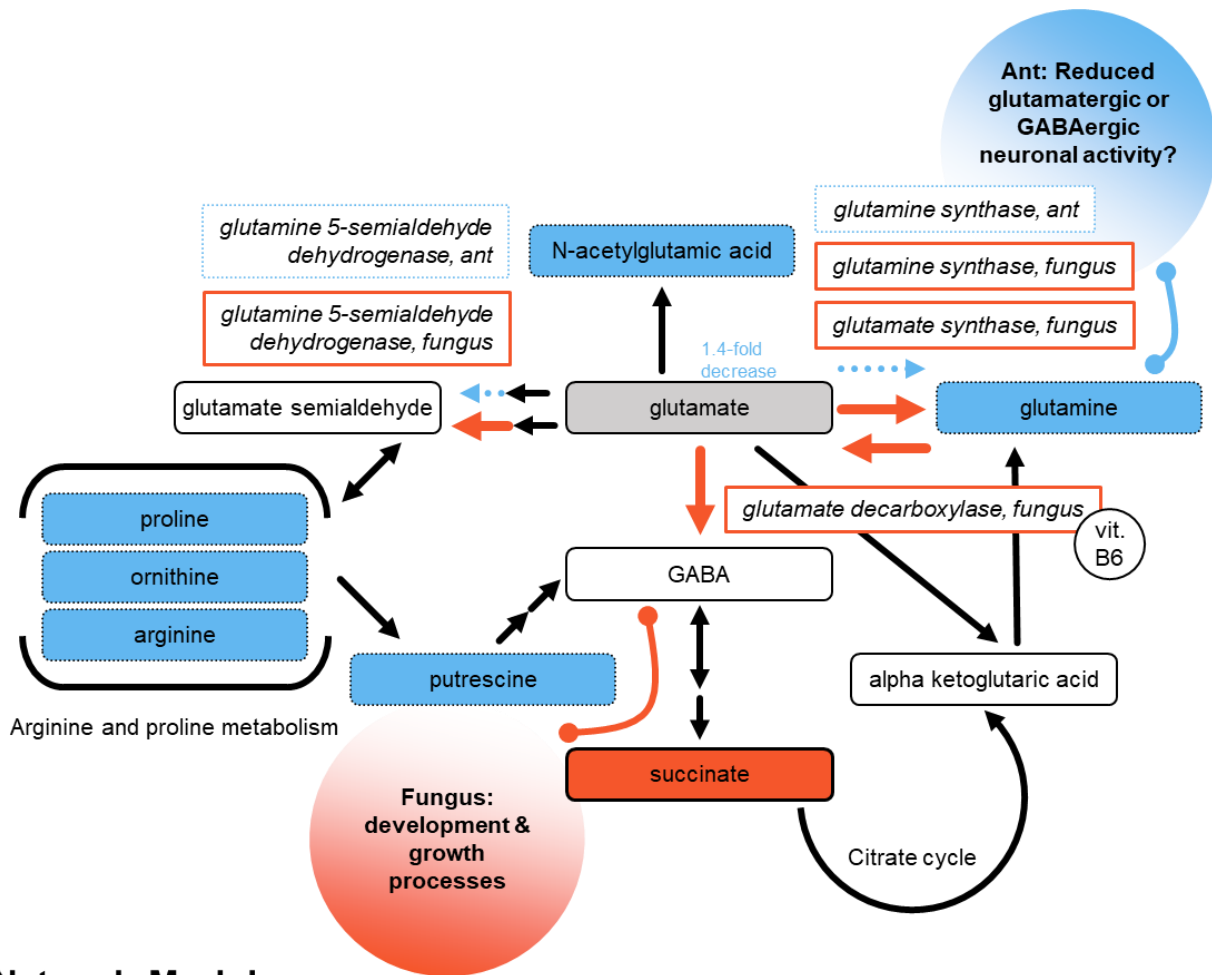 Ant: Reduced
glutamatergic or
GABAergic
neuronal activity?
glutamine 5-semialdehyde
dehydrogenase, ant
N-acetylglutamic acid
glutamine synthase, ant
glutamine synthase, fungus
glutamine 5-semialdehyde
dehydrogenase, fungus
glutamate synthase, fungus
1.4-fold
decrease
glutamate semialdehyde
glutamate
glutamine
proline
ornithine
arginine
glutamate decarboxylase, fungus
vit.
B6
GABA
putrescine
alpha ketoglutaric acid
Arginine and proline metabolism
succinate
Fungus:
development &
growth
processes
Citrate cycle